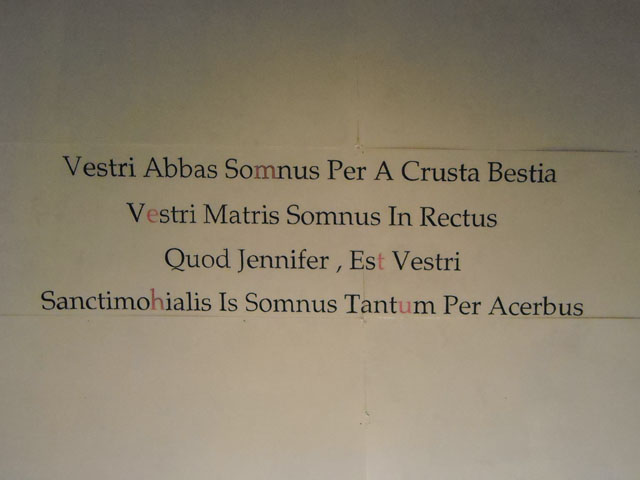 Vestri Abbas Somnus Per A Crusta Bestia
Vestri Matris Somnus In Rectus
Quod Jennifer , Est Vestri
Sanctimohialis Is Somnus Tantum Per Acerbus